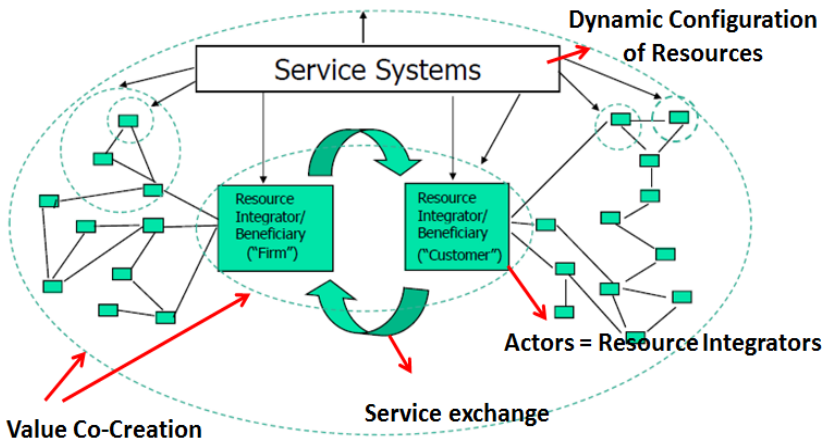 Dynamic Configuration
of Resources
Service Systems
Resource
Integrator/
Beneficiary
("Firm")
Resource
Integrator/
Beneficiary
("Customer")
Actors = Resource Integrators
Service exchange
Value Co-Creation